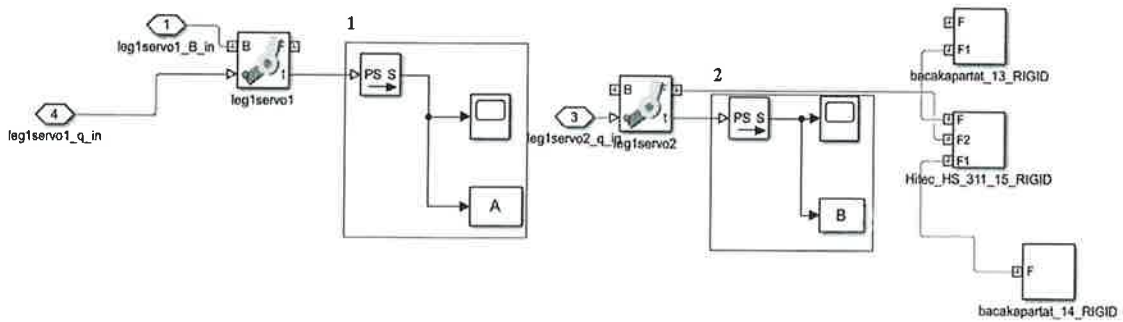 1
leg1servo1_B_in
B
F
t
leg1servo1
4
leg1servo1_q_in
1
PS S
A
B
F
t
leg1servo2
3
leg1servo2_q_in
2
PS S
B
F
F1
bacakapartat_13_RIGID
F
F2
F1
Hitec_HS_311_15_RIGID
F
bacakapartat_14_RIGID